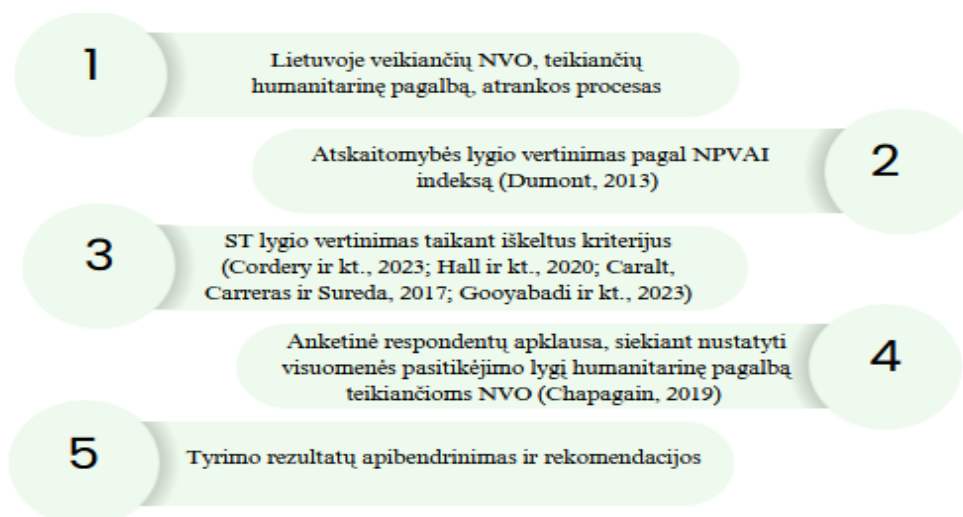 1
Lietuvoje veikiančių NVO, teikiančių
humanitarinę pagalbą, atrankos procesas
Atskaitomybės lygio vertinimas pagal NPVAI
indeksą (Dumont, 2013)
2
3
ST lygio vertinimas taikant iškeltus kriterijus
(Cordery ir kt., 2023; Hall ir kt., 2020; Caralt,
Carreras ir Sureda, 2017; Gooyabadi ir kt., 2023)
Anketinė respondentų apklausa, siekiant nustatyti
visuomenės pasitikėjimo lygį humanitarinę pagalbą
teikiančioms NVO (Chapagain, 2019)
4
5
Tyrimo rezultatų apibendrinimas ir rekomendacijos